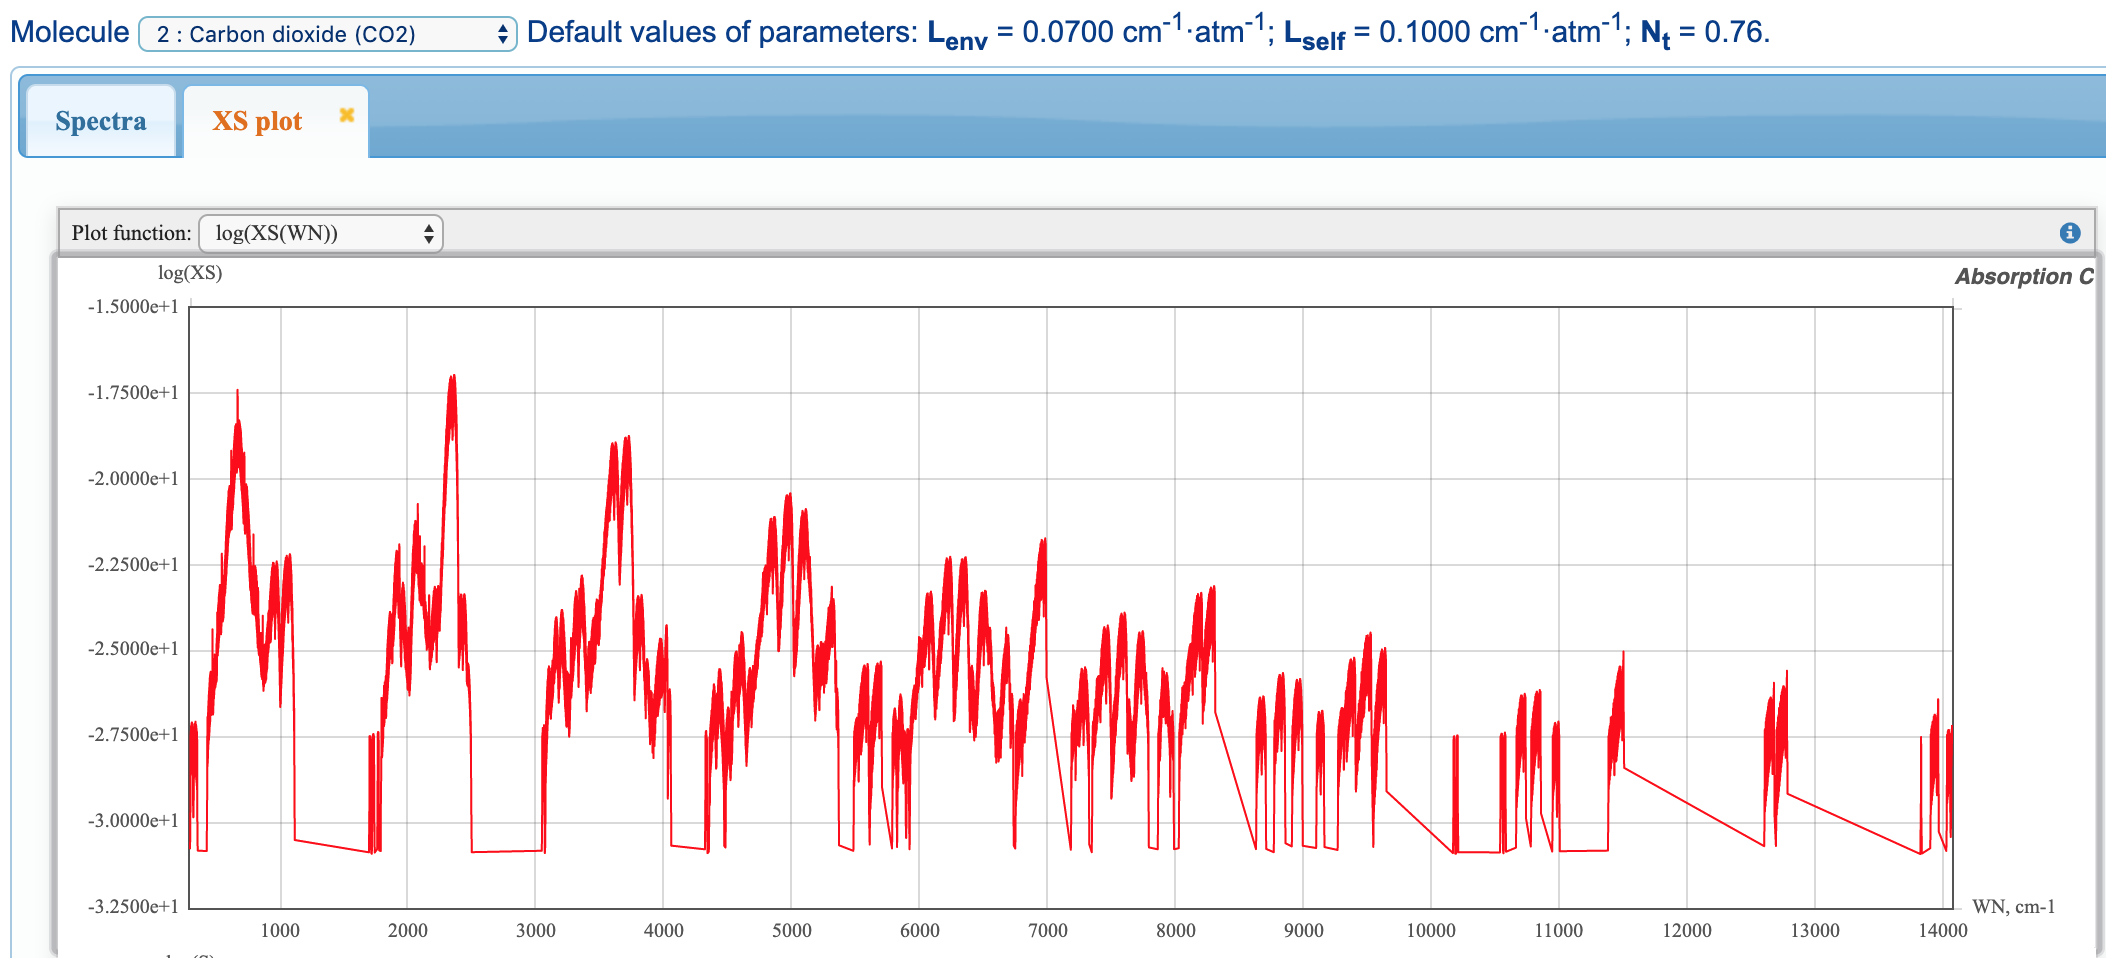 Molecule 2 : Carbon dioxide (CO2) Default values of parameters: Lenv = 0.0700 cm-1·atm-1; Lself = 0.1000 cm-1·atm-1; Nt = 0.76.
Spectra XS plot
Plot function: log(XS(WN))
log(XS)
Absorption C
-1.5000e+1
-1.7500e+1
-2.0000e+1
-2.2500e+1
-2.5000e+1
-2.7500e+1
-3.0000e+1
-3.2500e+1
WN, cm-1
1000 2000 3000 4000 5000 6000 7000 8000 9000 10000 11000 12000 13000 14000